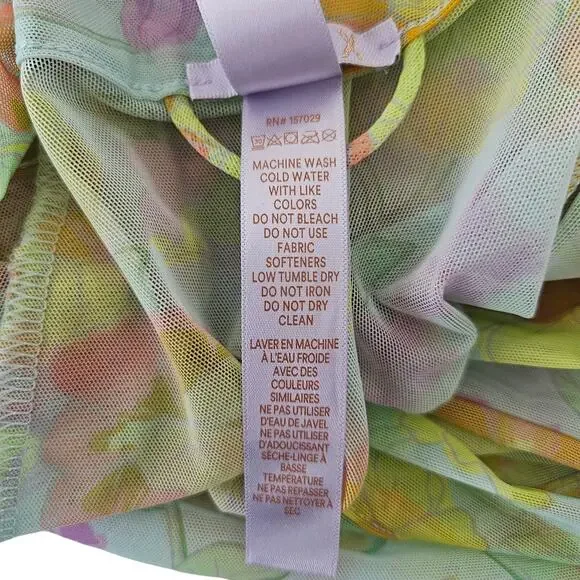 RN# 157029
30
MACHINE WASH
COLD WATER
WITH LIKE
COLORS
DO NOT BLEACH
DO NOT USE
FABRIC
SOFTENERS
LOW TUMBLE DRY
DO NOT IRON
DO NOT DRY
CLEAN
LAVER EN MACHINE
À L'EAU FROIDE
AVEC DES
COULEURS
SIMILAIRES
NE PAS UTILISER
D'EAU DE JAVEL
NE PAS UTILISER
D'ADOUCISSANT
SÈCHE-LINGE À
BASSE
TEMPÉRATURE
NE PAS REPASSER
NE PAS NETTOYER À
SEC